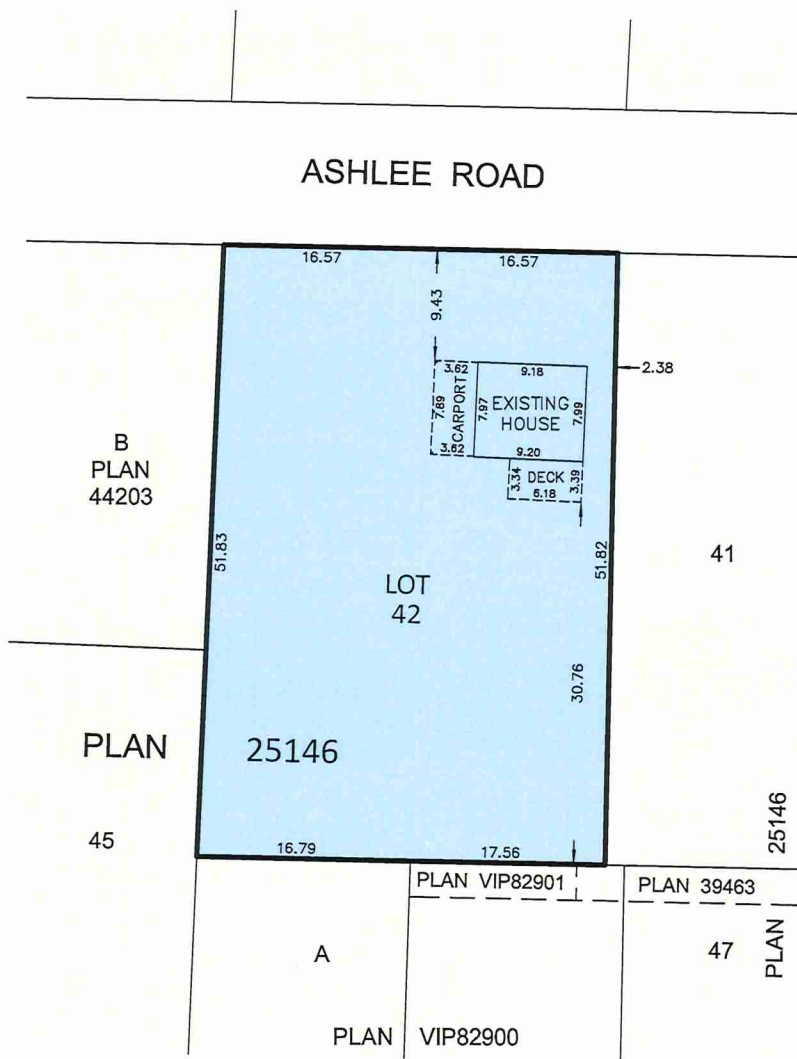 ASHLEE ROAD
16.57
16.57
9.43
2.38
3.62
9.18
7.89
CARPORT
7.97
EXISTING
HOUSE
7.99
3.62
9.20
3.34
DECK
3.39
6.18
B
PLAN
44203
51.83
51.82
41
LOT
42
30.76
PLAN
25146
45
25146
PLAN
16.79
17.56
PLAN VIP82901
PLAN 39463
A
47
PLAN VIP82900